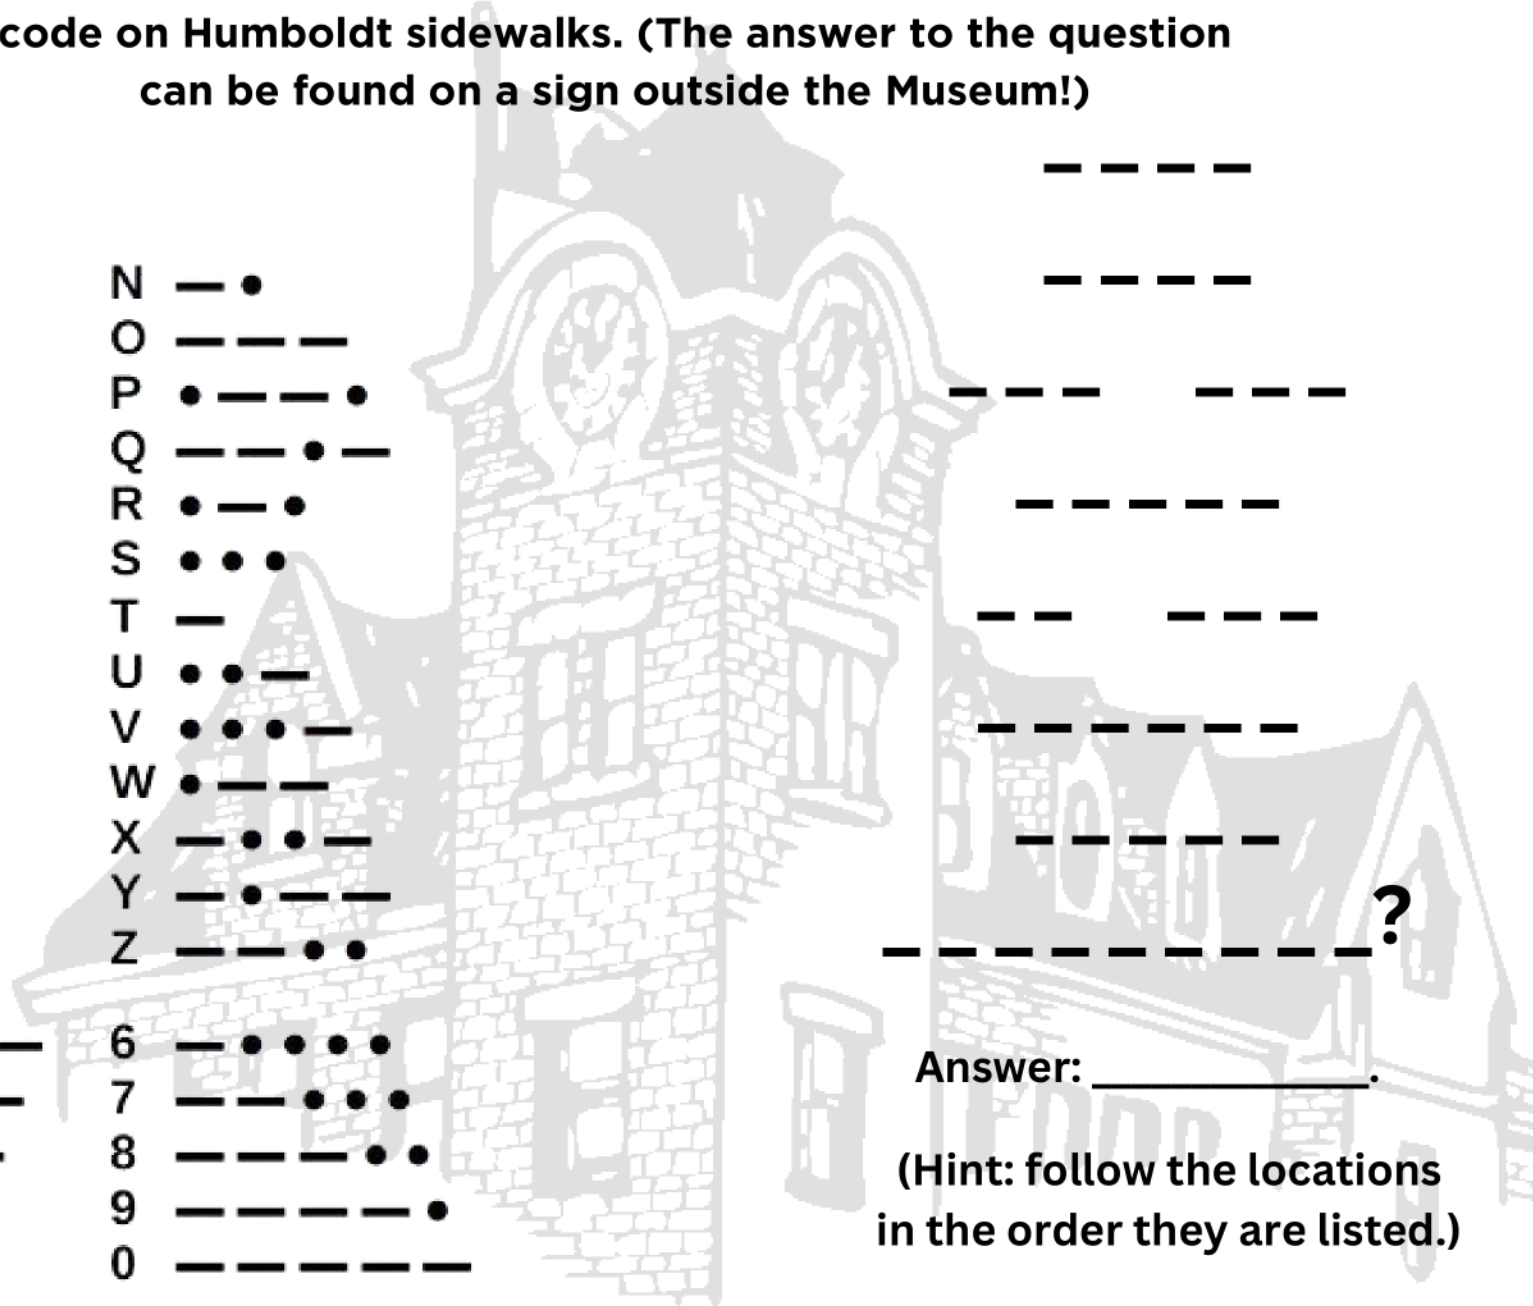 code on Humboldt sidewalks. (The answer to the question
can be found on a sign outside the Museum!)
_ _ _ _
N — •
_ _ _ _
O — — —
P • — — •
_ _ _ _ _ _
Q — — • —
R • — •
_ _ _ _ _
S • • •
T —
_ _ _ _ _
U • • —
V • • • —
_ _ _ _ _ _
W • — —
X — • • —
_ _ _ _ _
Y — • — —
Z — — • •
_ _ _ _ _ _ _ _ _?
6 — • • • •
7 — — • • •
8 — — — • •
9 — — — — •
0 — — — — —
Answer: ____________.
(Hint: follow the locations
in the order they are listed.)